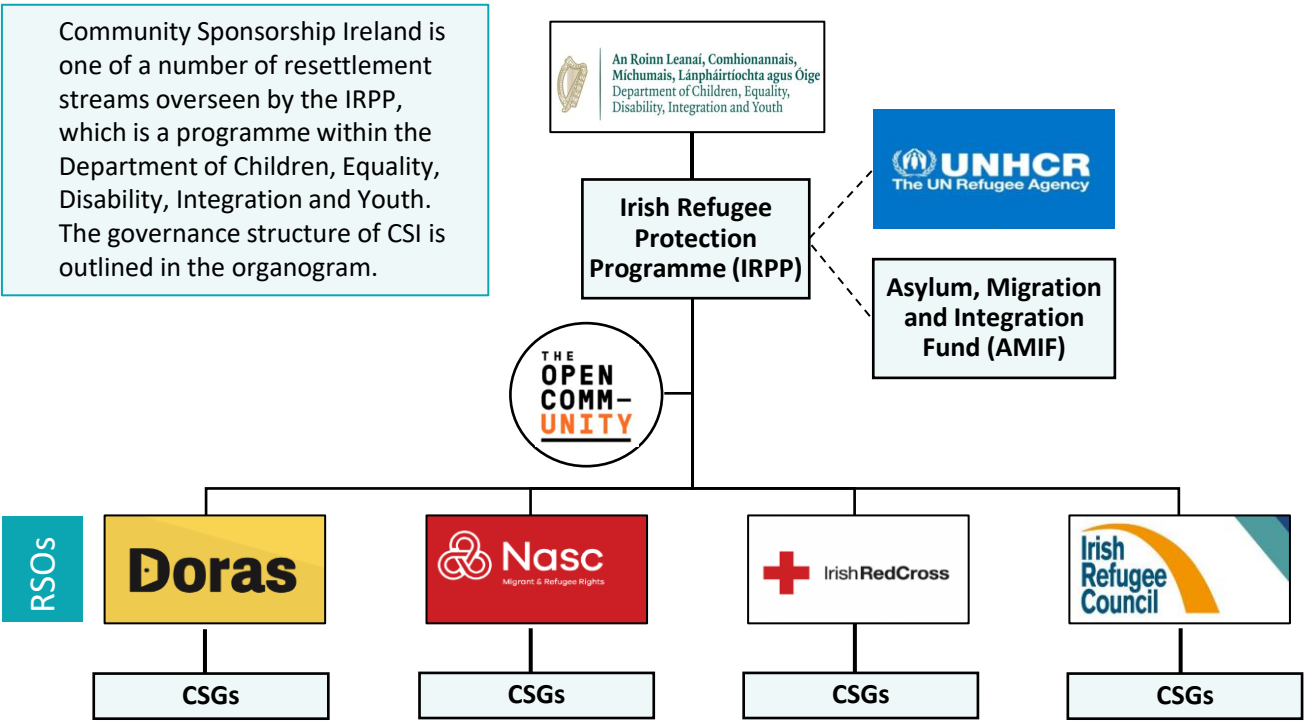 Community Sponsorship Ireland is
one of a number of resettlement
streams overseen by the IRPP,
which is a programme within the
Department of Children, Equality,
Disability, Integration and Youth.
The governance structure of CSI is
outlined in the organogram.
An Roinn Leanaí, Comhionannais,
Míchumais, Lánpháirtíochta agus Óige
Department of Children, Equality,
Disability, Integration and Youth
UNHCR
The UN Refugee Agency
Irish Refugee
Protection
Programme (IRPP)
Asylum, Migration
and Integration
Fund (AMIF)
THE
OPEN
COMM–
UNITY
RSOs
Doras
Nasc
Migrant & Refugee Rights
IrishRedCross
Irish
Refugee
Council
CSGs
CSGs
CSGs
CSGs